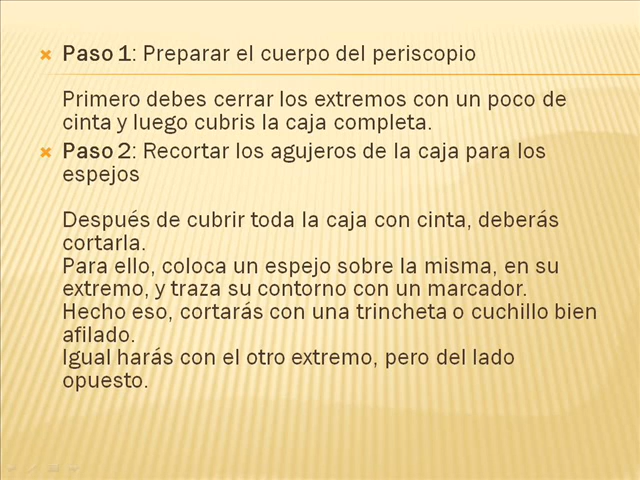 Paso 1: Preparar el cuerpo del periscopio
Primero debes cerrar los extremos con un poco de
cinta y luego cubris la caja completa.
Paso 2: Recortar los agujeros de la caja para los
espejos
Después de cubrir toda la caja con cinta, deberás
cortarla.
Para ello, coloca un espejo sobre la misma, en su
extremo, y traza su contorno con un marcador.
Hecho eso, cortarás con una trincheta o cuchillo bien
afilado.
Igual harás con el otro extremo, pero del lado
opuesto.